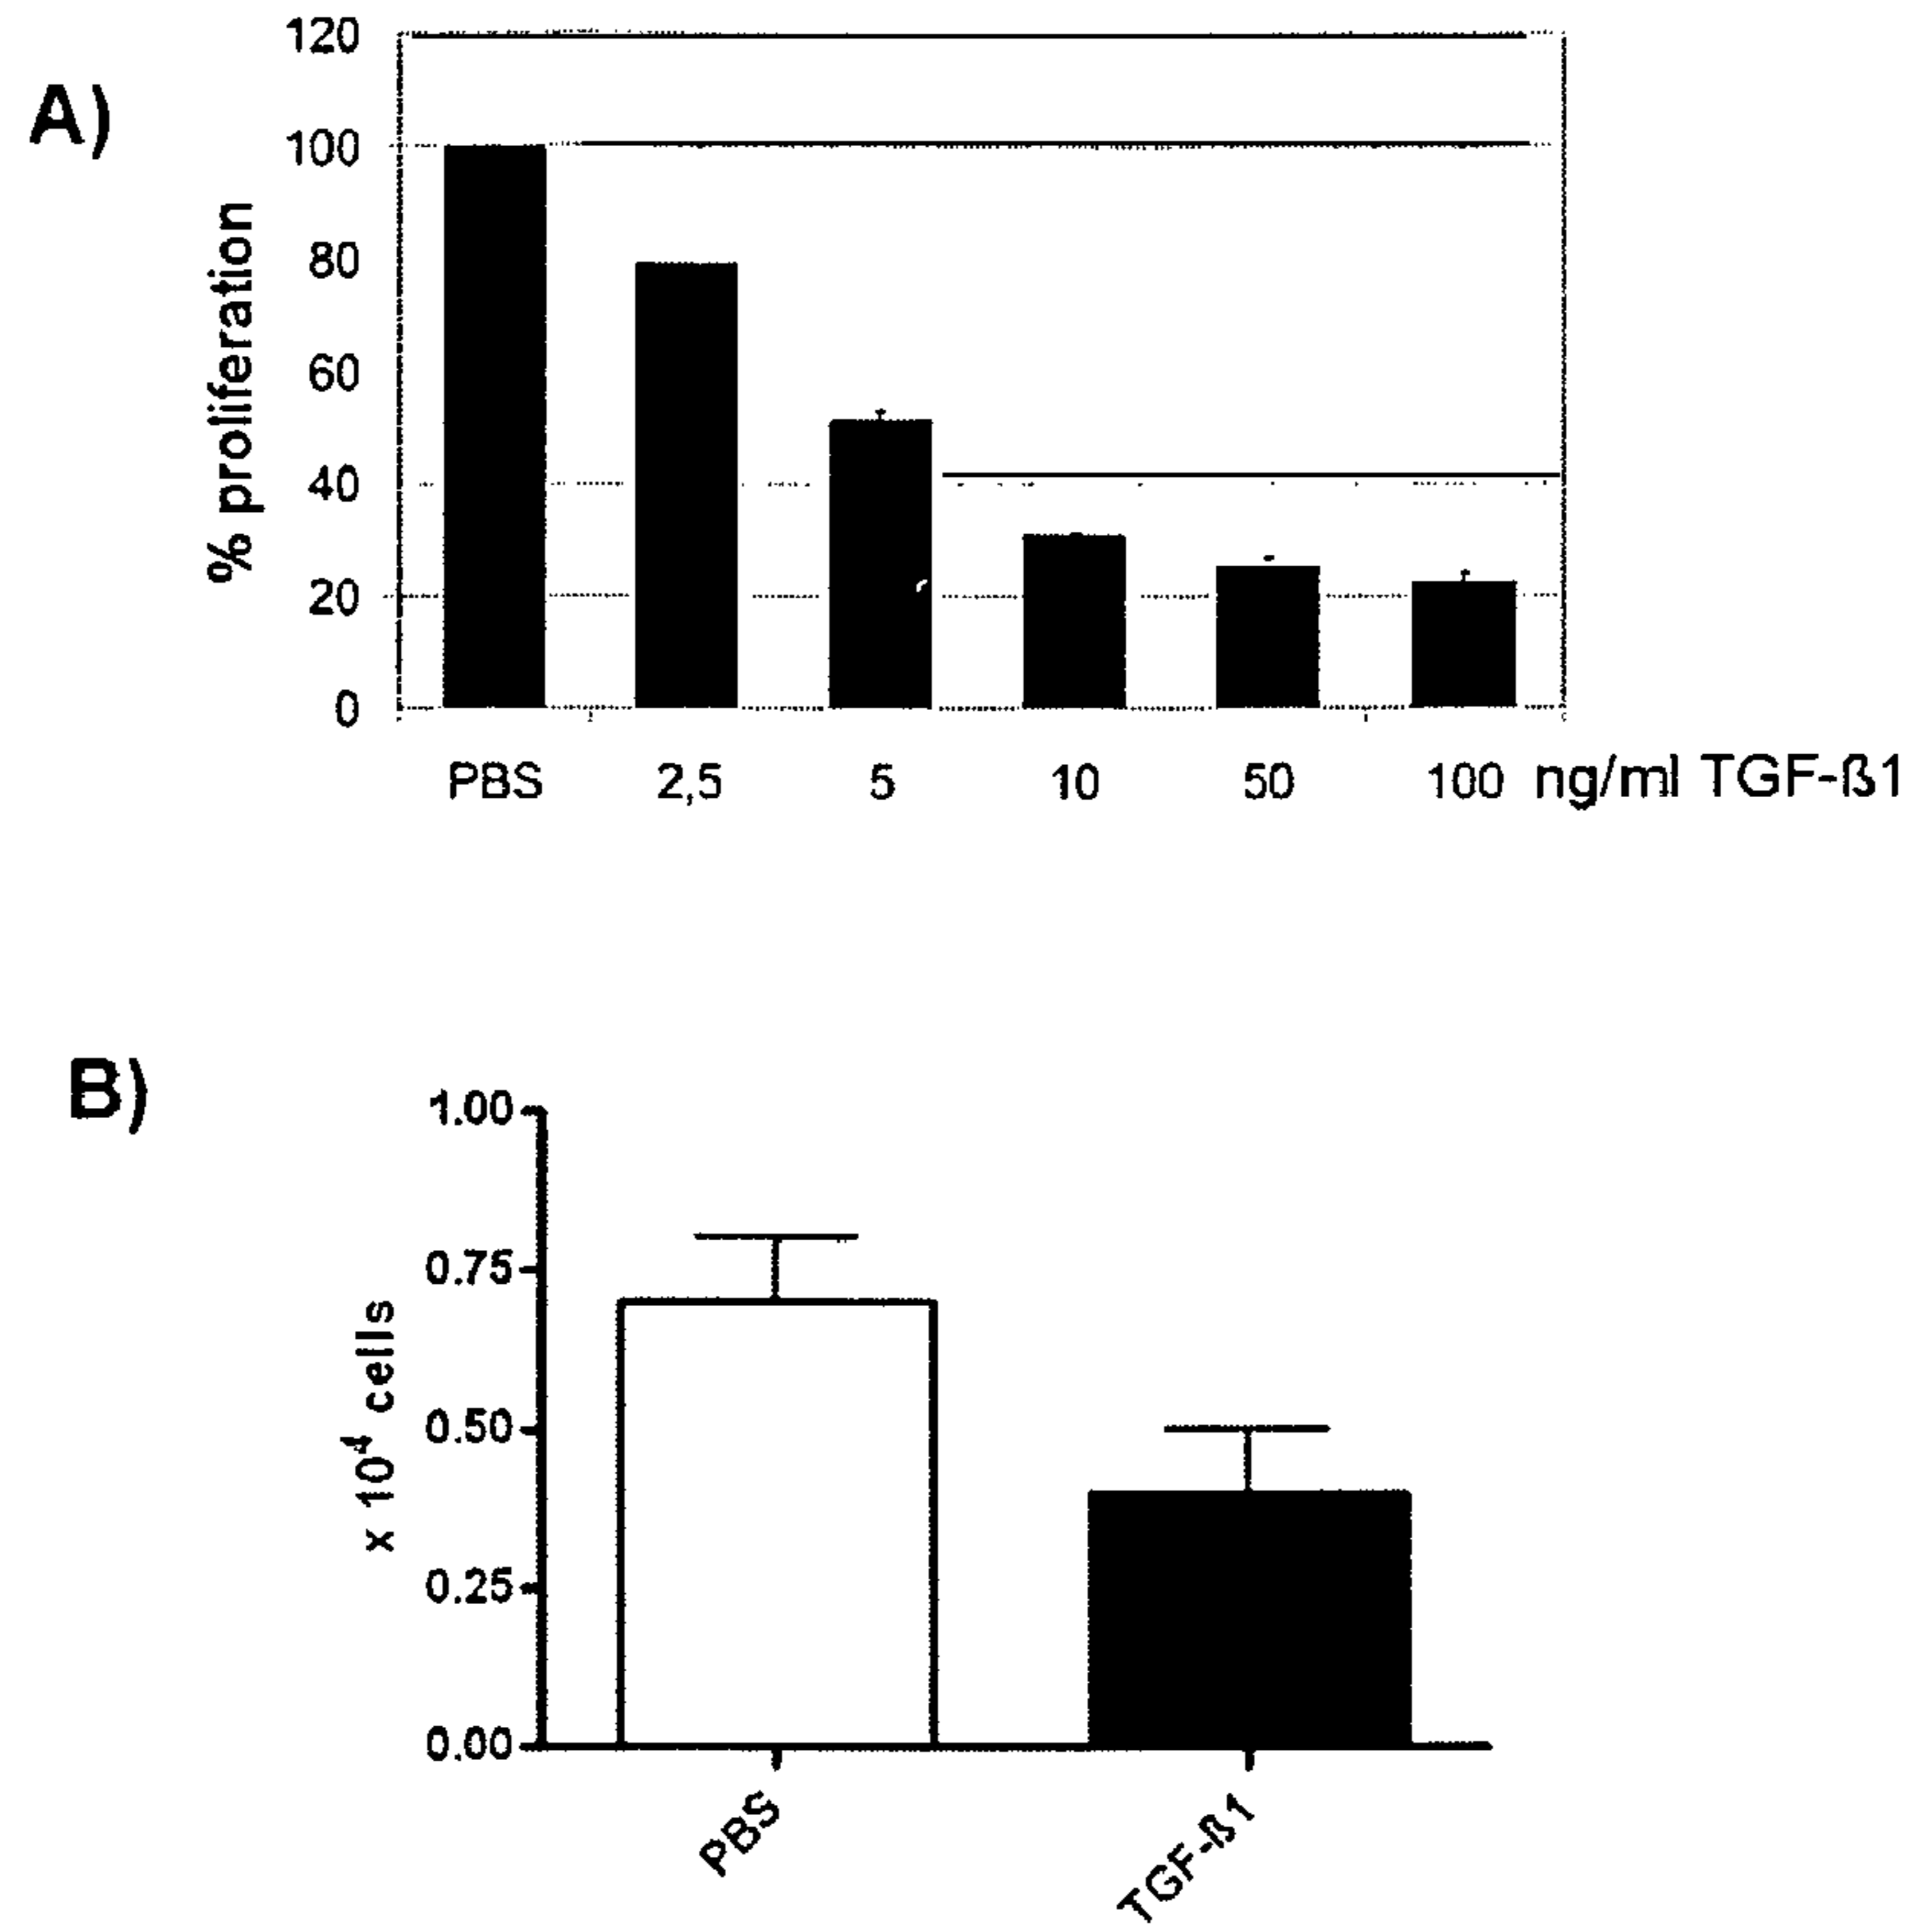 A)
% proliferation
120
100
80
60
40
20
0
PBS 2,5 5 10 50 100 ng/ml TGF-ß1
B)
x 10⁴ cells
1.00
0.75
0.50
0.25
0.00
PBS TGF-ß1